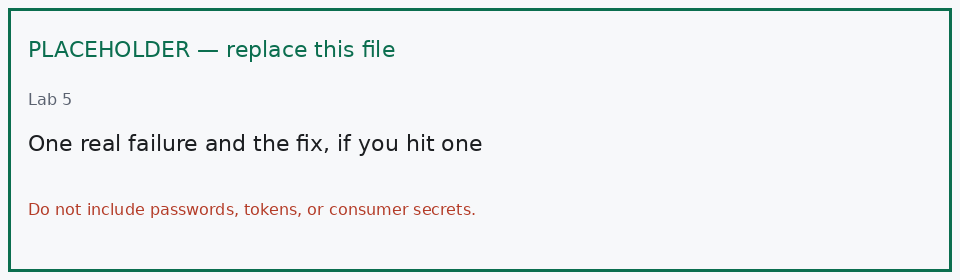 PLACEHOLDER — replace this file
Lab 5
One real failure and the fix, if you hit one
Do not include passwords, tokens, or consumer secrets.